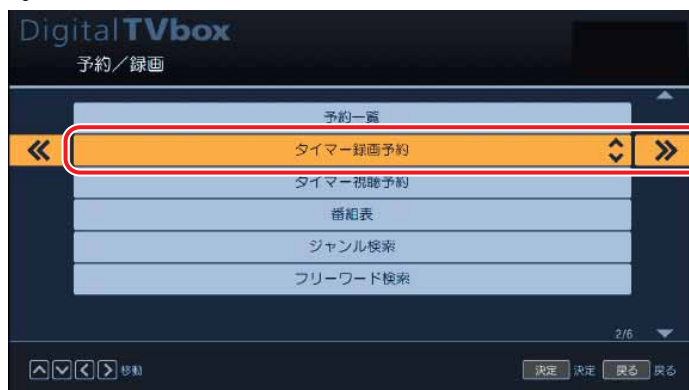 DigitalTVbox
予約／録画
予約一覧
タイマー録画予約
タイマー視聴予約
番組表
ジャンル検索
フリーワード検索
2/6
移動 決定 決定 戻る 戻る